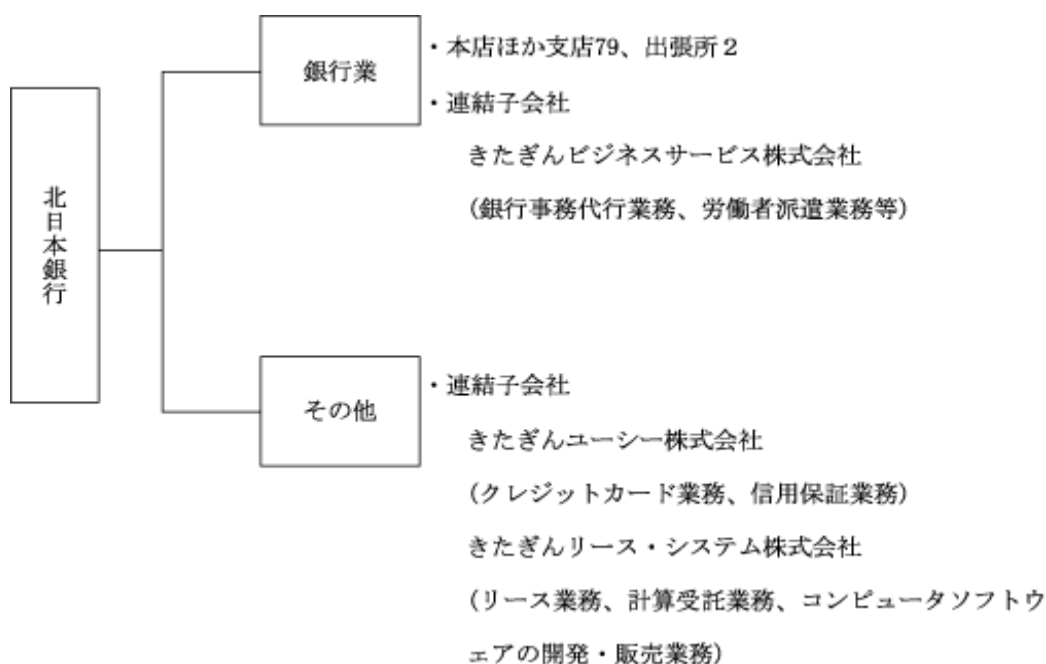 北日本銀行
銀行業
・本店ほか支店79、出張所２
・連結子会社
きたぎんビジネスサービス株式会社
(銀行事務代行業務、労働者派遣業務等)
その他
・連結子会社
きたぎんユーシー株式会社
(クレジットカード業務、信用保証業務)
きたぎんリース・システム株式会社
(リース業務、計算受託業務、コンピュータソフトウ
ェアの開発・販売業務)